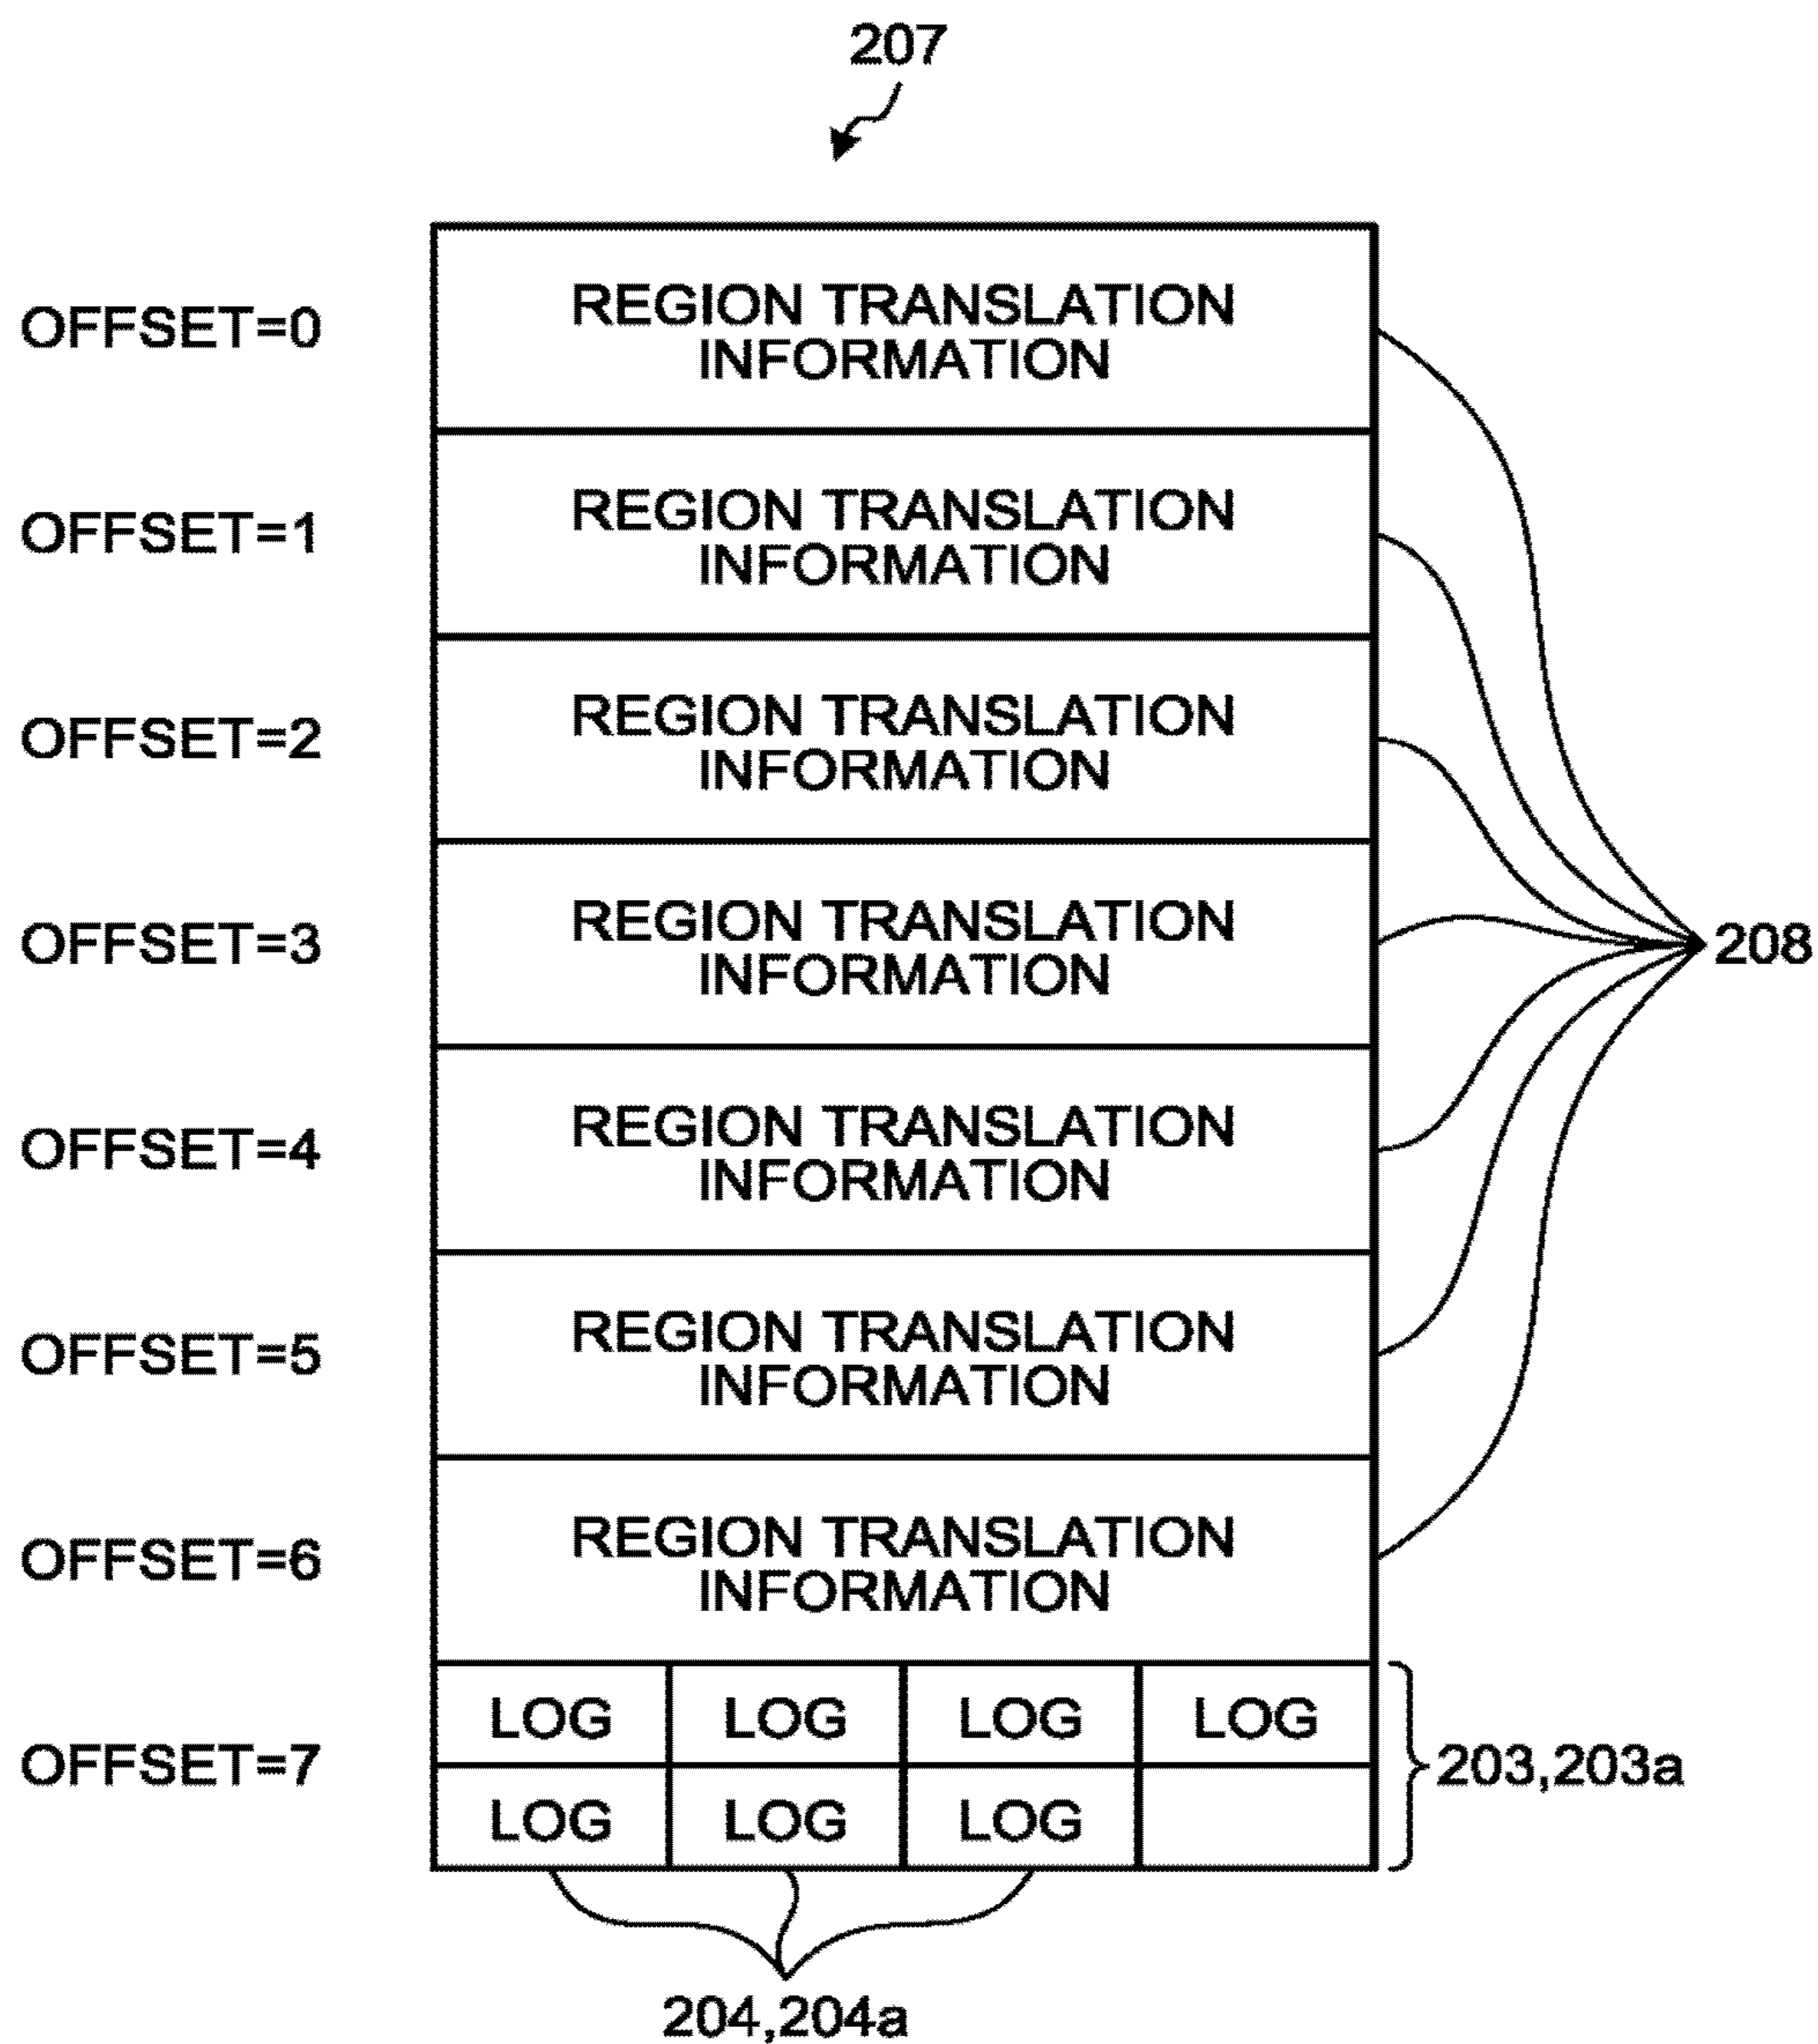 207
OFFSET=0
REGION TRANSLATION
INFORMATION
OFFSET=1
REGION TRANSLATION
INFORMATION
OFFSET=2
REGION TRANSLATION
INFORMATION
OFFSET=3
REGION TRANSLATION
INFORMATION
208
OFFSET=4
REGION TRANSLATION
INFORMATION
OFFSET=5
REGION TRANSLATION
INFORMATION
OFFSET=6
REGION TRANSLATION
INFORMATION
OFFSET=7
LOG LOG LOG LOG
LOG LOG LOG
203,203a
204,204a